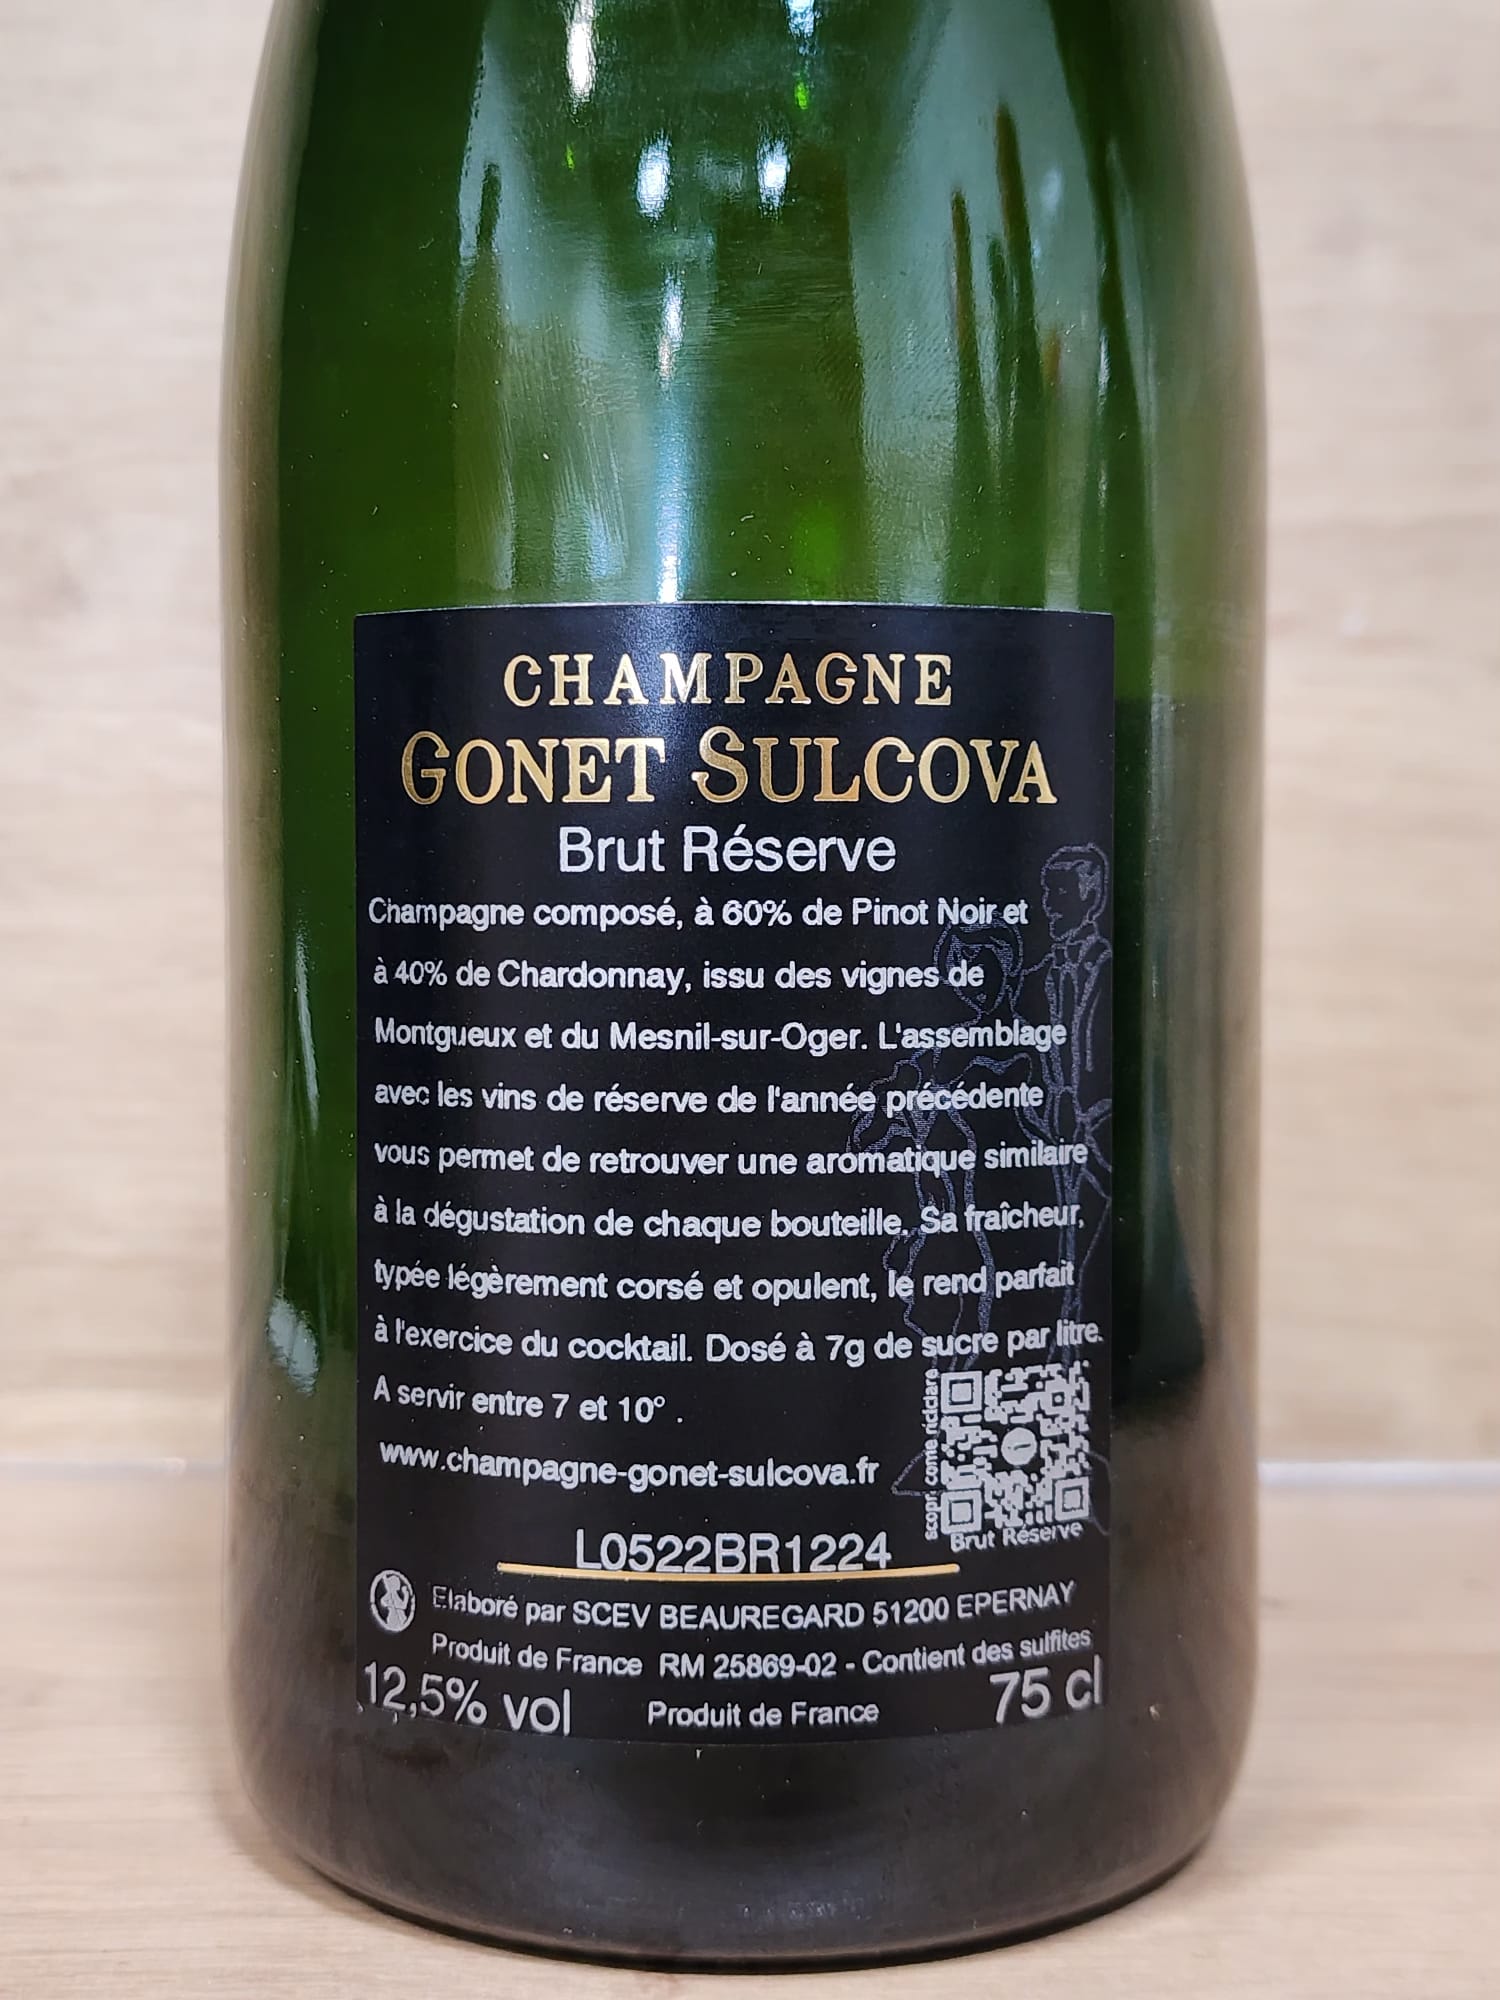 CHAMPAGNE
GONET SULCOVA
Brut Réserve
Champagne composé, à 60% de Pinot Noir et
à 40% de Chardonnay, issu des vignes de
Montgueux et du Mesnil-sur-Oger. L'assemblage
avec les vins de réserve de l'année précédente
vous permet de retrouver une aromatique similaire
à la dégustation de chaque bouteille. Sa fraîcheur,
typée légèrement corsé et opulent, le rend parfait
à l'exercice du cocktail. Dosé à 7g de sucre par litre.
A servir entre 7 et 10° .
www.champagne-gonet-sulcova.fr
scopri come riciclare
Brut Réserve
L0522BR1224
Elaboré par SCEV BEAUREGARD 51200 EPERNAY
Produit de France RM 25869-02 - Contient des sulfites
12,5% vol Produit de France 75 cl